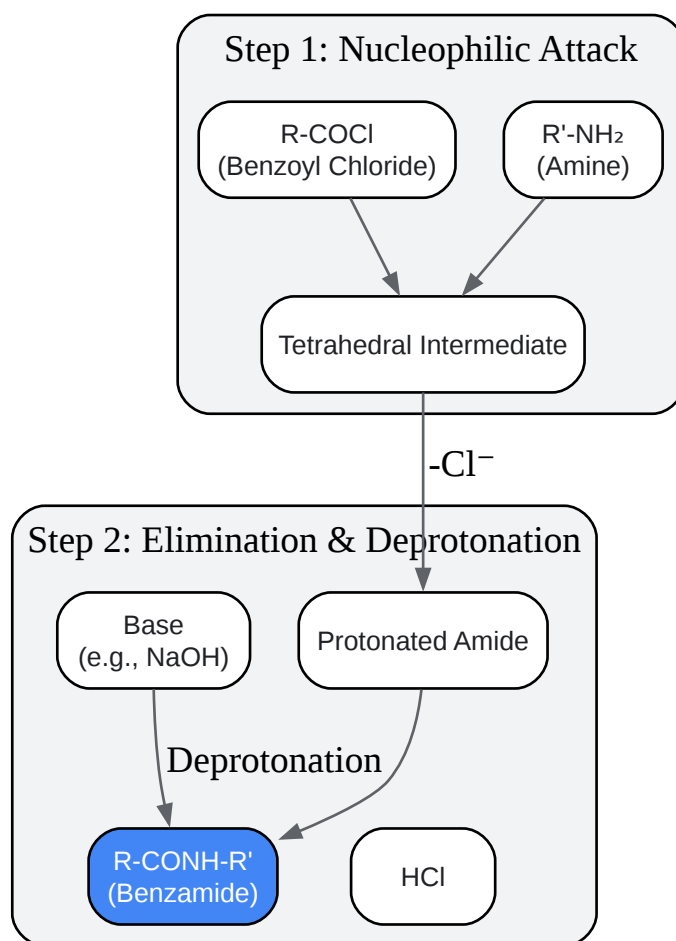 Step 1: Nucleophilic Attack
R-COCl
(Benzoyl Chloride)
R'-NH₂
(Amine)
Tetrahedral Intermediate
-Cl⁻
Step 2: Elimination & Deprotonation
Base
(e.g., NaOH)
Protonated Amide
Deprotonation
R-CONH-R'
(Benzamide)
HCl